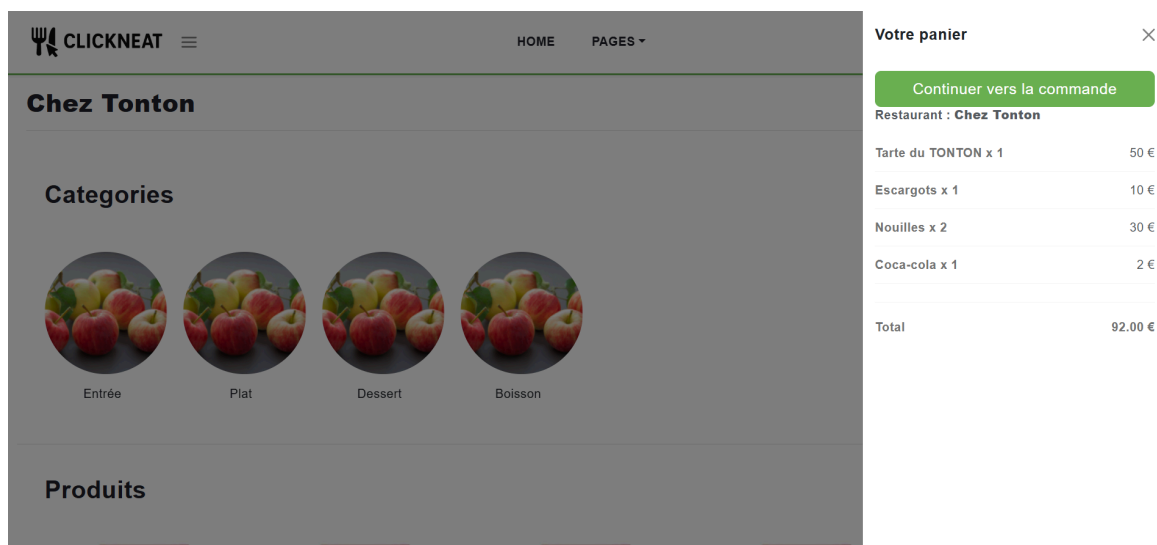 CLICKNEAT
HOME PAGES
Chez Tonton
Categories
Entrée Plat Dessert Boisson
Produits
Votre panier
Continuer vers la commande
Restaurant : Chez Tonton
Tarte du TONTON x 1 50 €
Escargots x 1 10 €
Nouilles x 2 30 €
Coca-cola x 1 2 €
Total 92.00 €